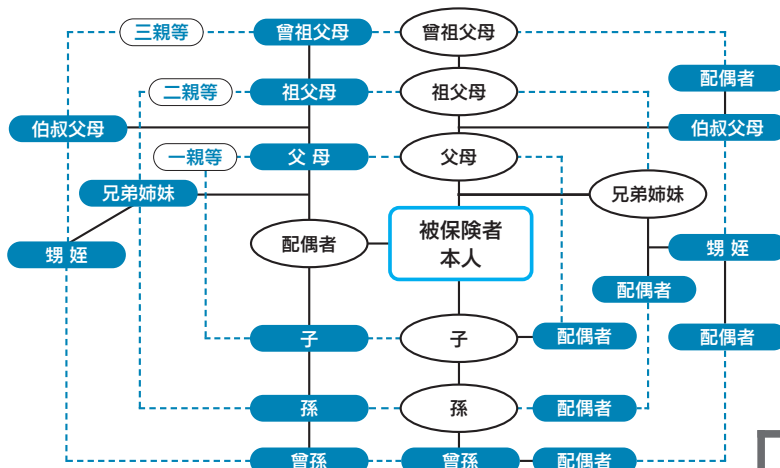 三親等
曾祖父母
曾祖父母
配偶者
二親等
祖父母
祖父母
伯叔父母
伯叔父母
一親等
父 母
父母
兄弟姉妹
兄弟姉妹
被保険者
本人
配偶者
甥 姪
甥 姪
配偶者
子
子
配偶者
配偶者
孫
孫
配偶者
曾孫
曾孫
配偶者